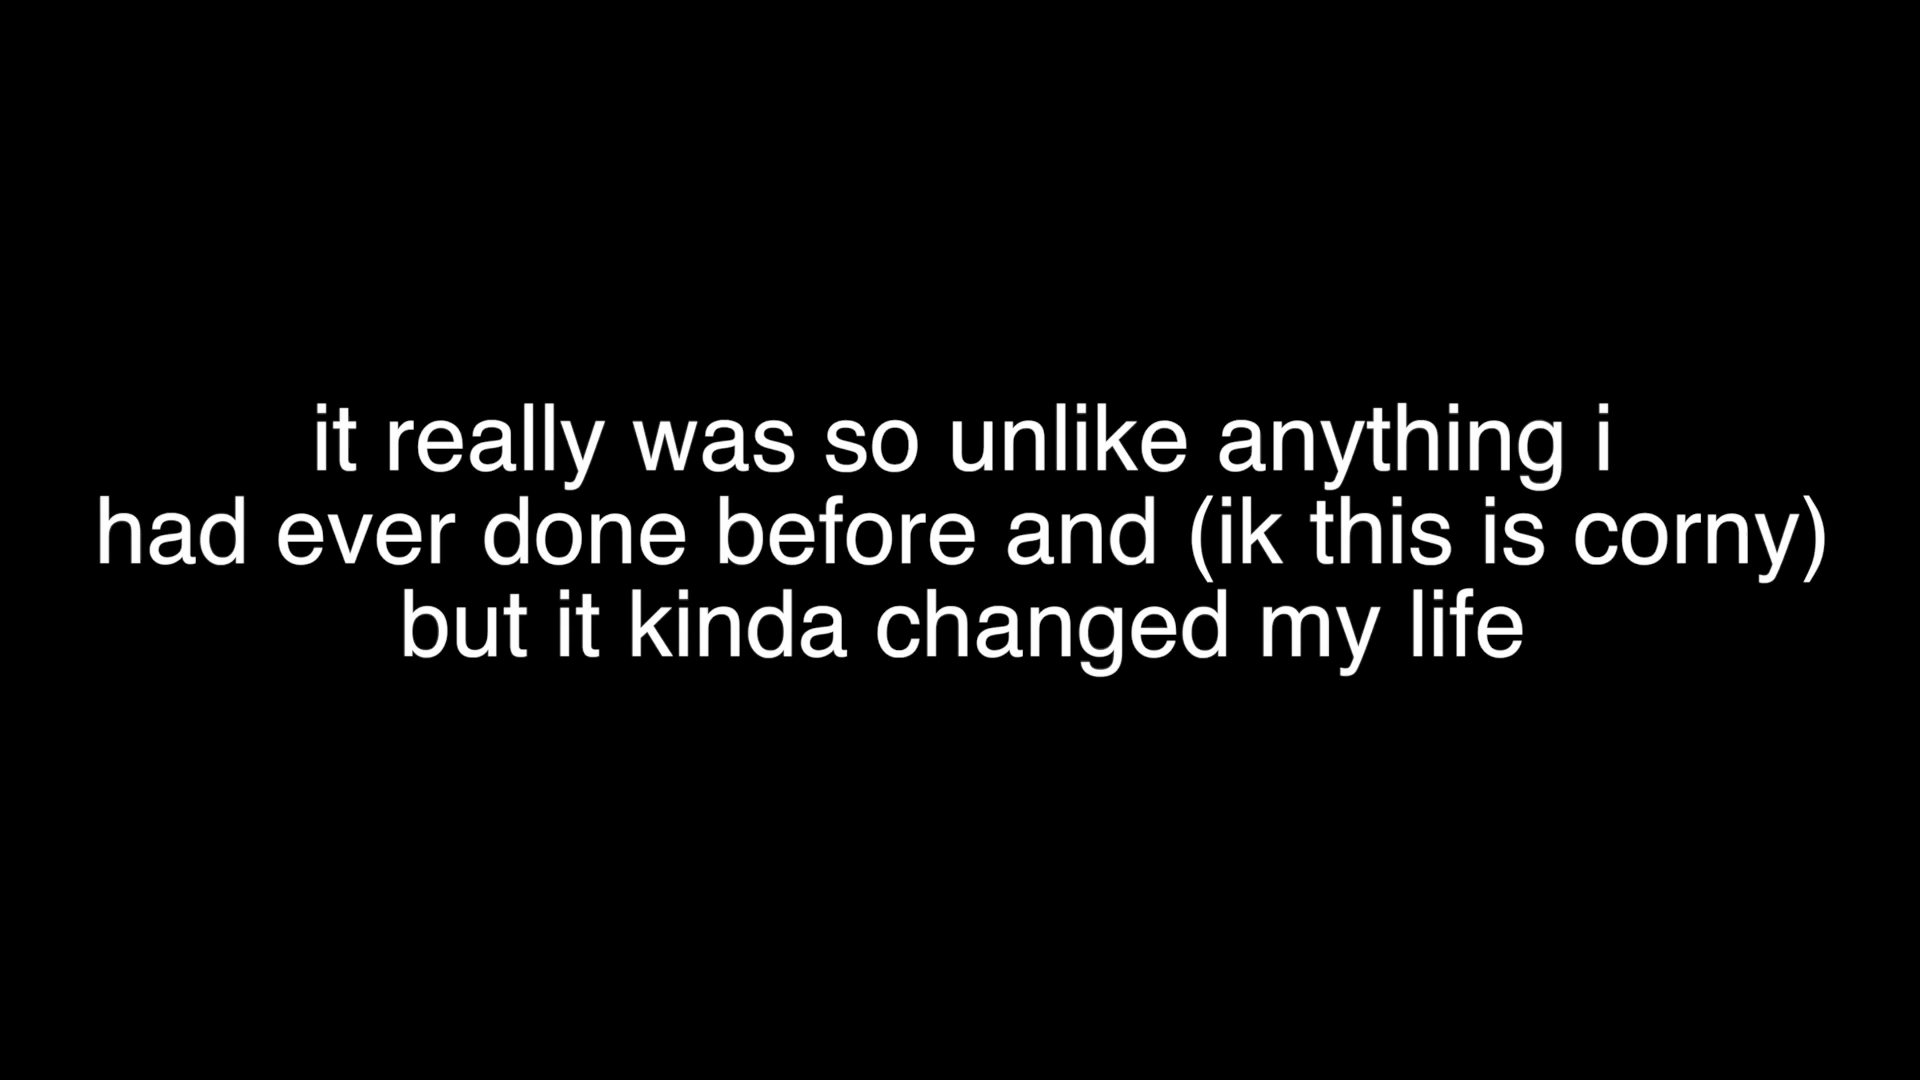 it really was so unlike anything i
had ever done before and (ik this is corny)
but it kinda changed my life